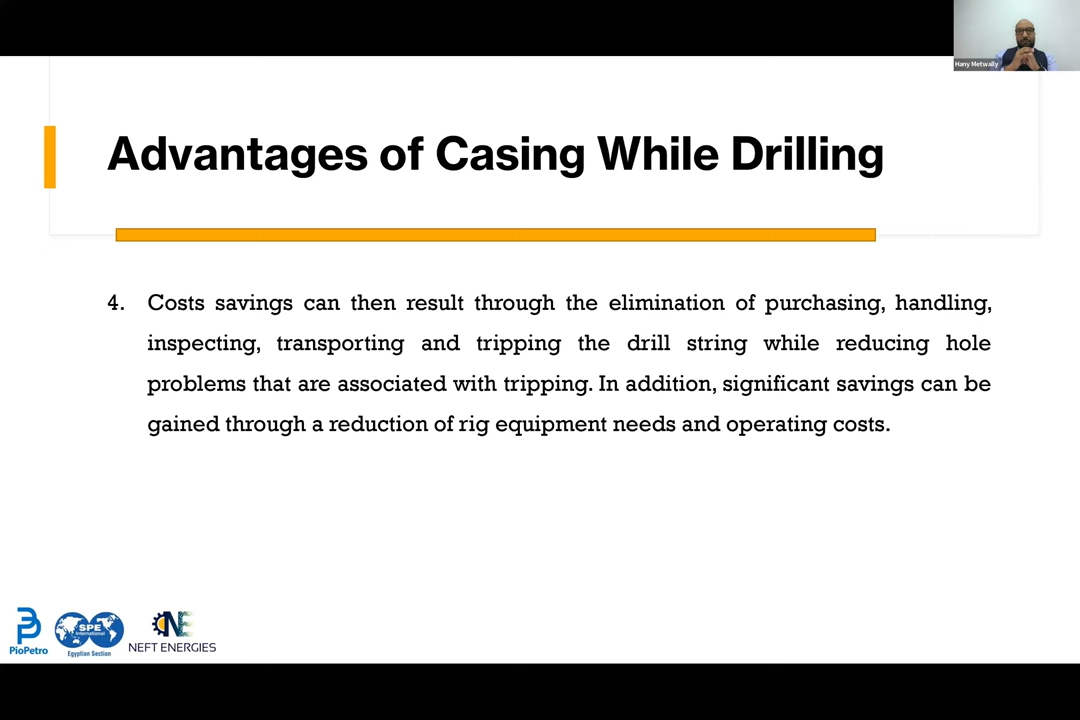 Hany Metwally
Advantages of Casing While Drilling
4. Costs savings can then result through the elimination of purchasing, handling,
inspecting, transporting and tripping the drill string while reducing hole
problems that are associated with tripping. In addition, significant savings can be
gained through a reduction of rig equipment needs and operating costs.
PioPetro
SPE
International
Egyptian Section
NE
NEFT ENERGIES